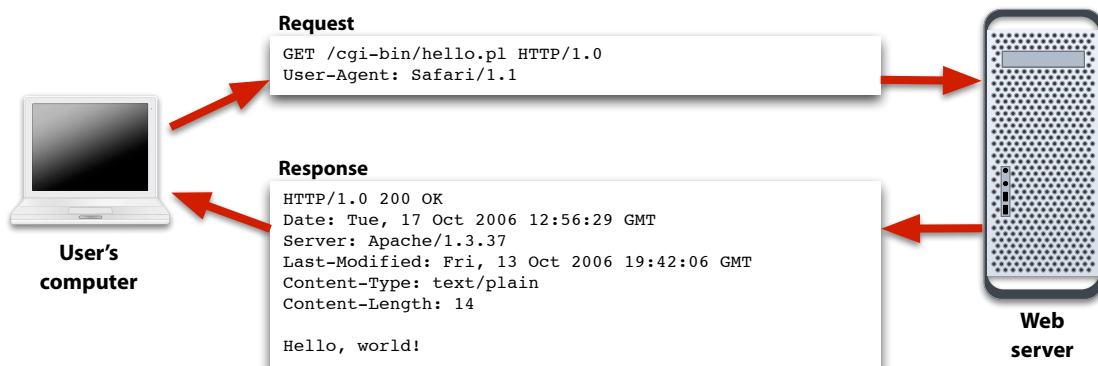 Request
GET /cgi-bin/hello.pl HTTP/1.0
User-Agent: Safari/1.1
Response
HTTP/1.0 200 OK
Date: Tue, 17 Oct 2006 12:56:29 GMT
Server: Apache/1.3.37
Last-Modified: Fri, 13 Oct 2006 19:42:06 GMT
Content-Type: text/plain
Content-Length: 14
Hello, world!
User’s
computer
Web
server